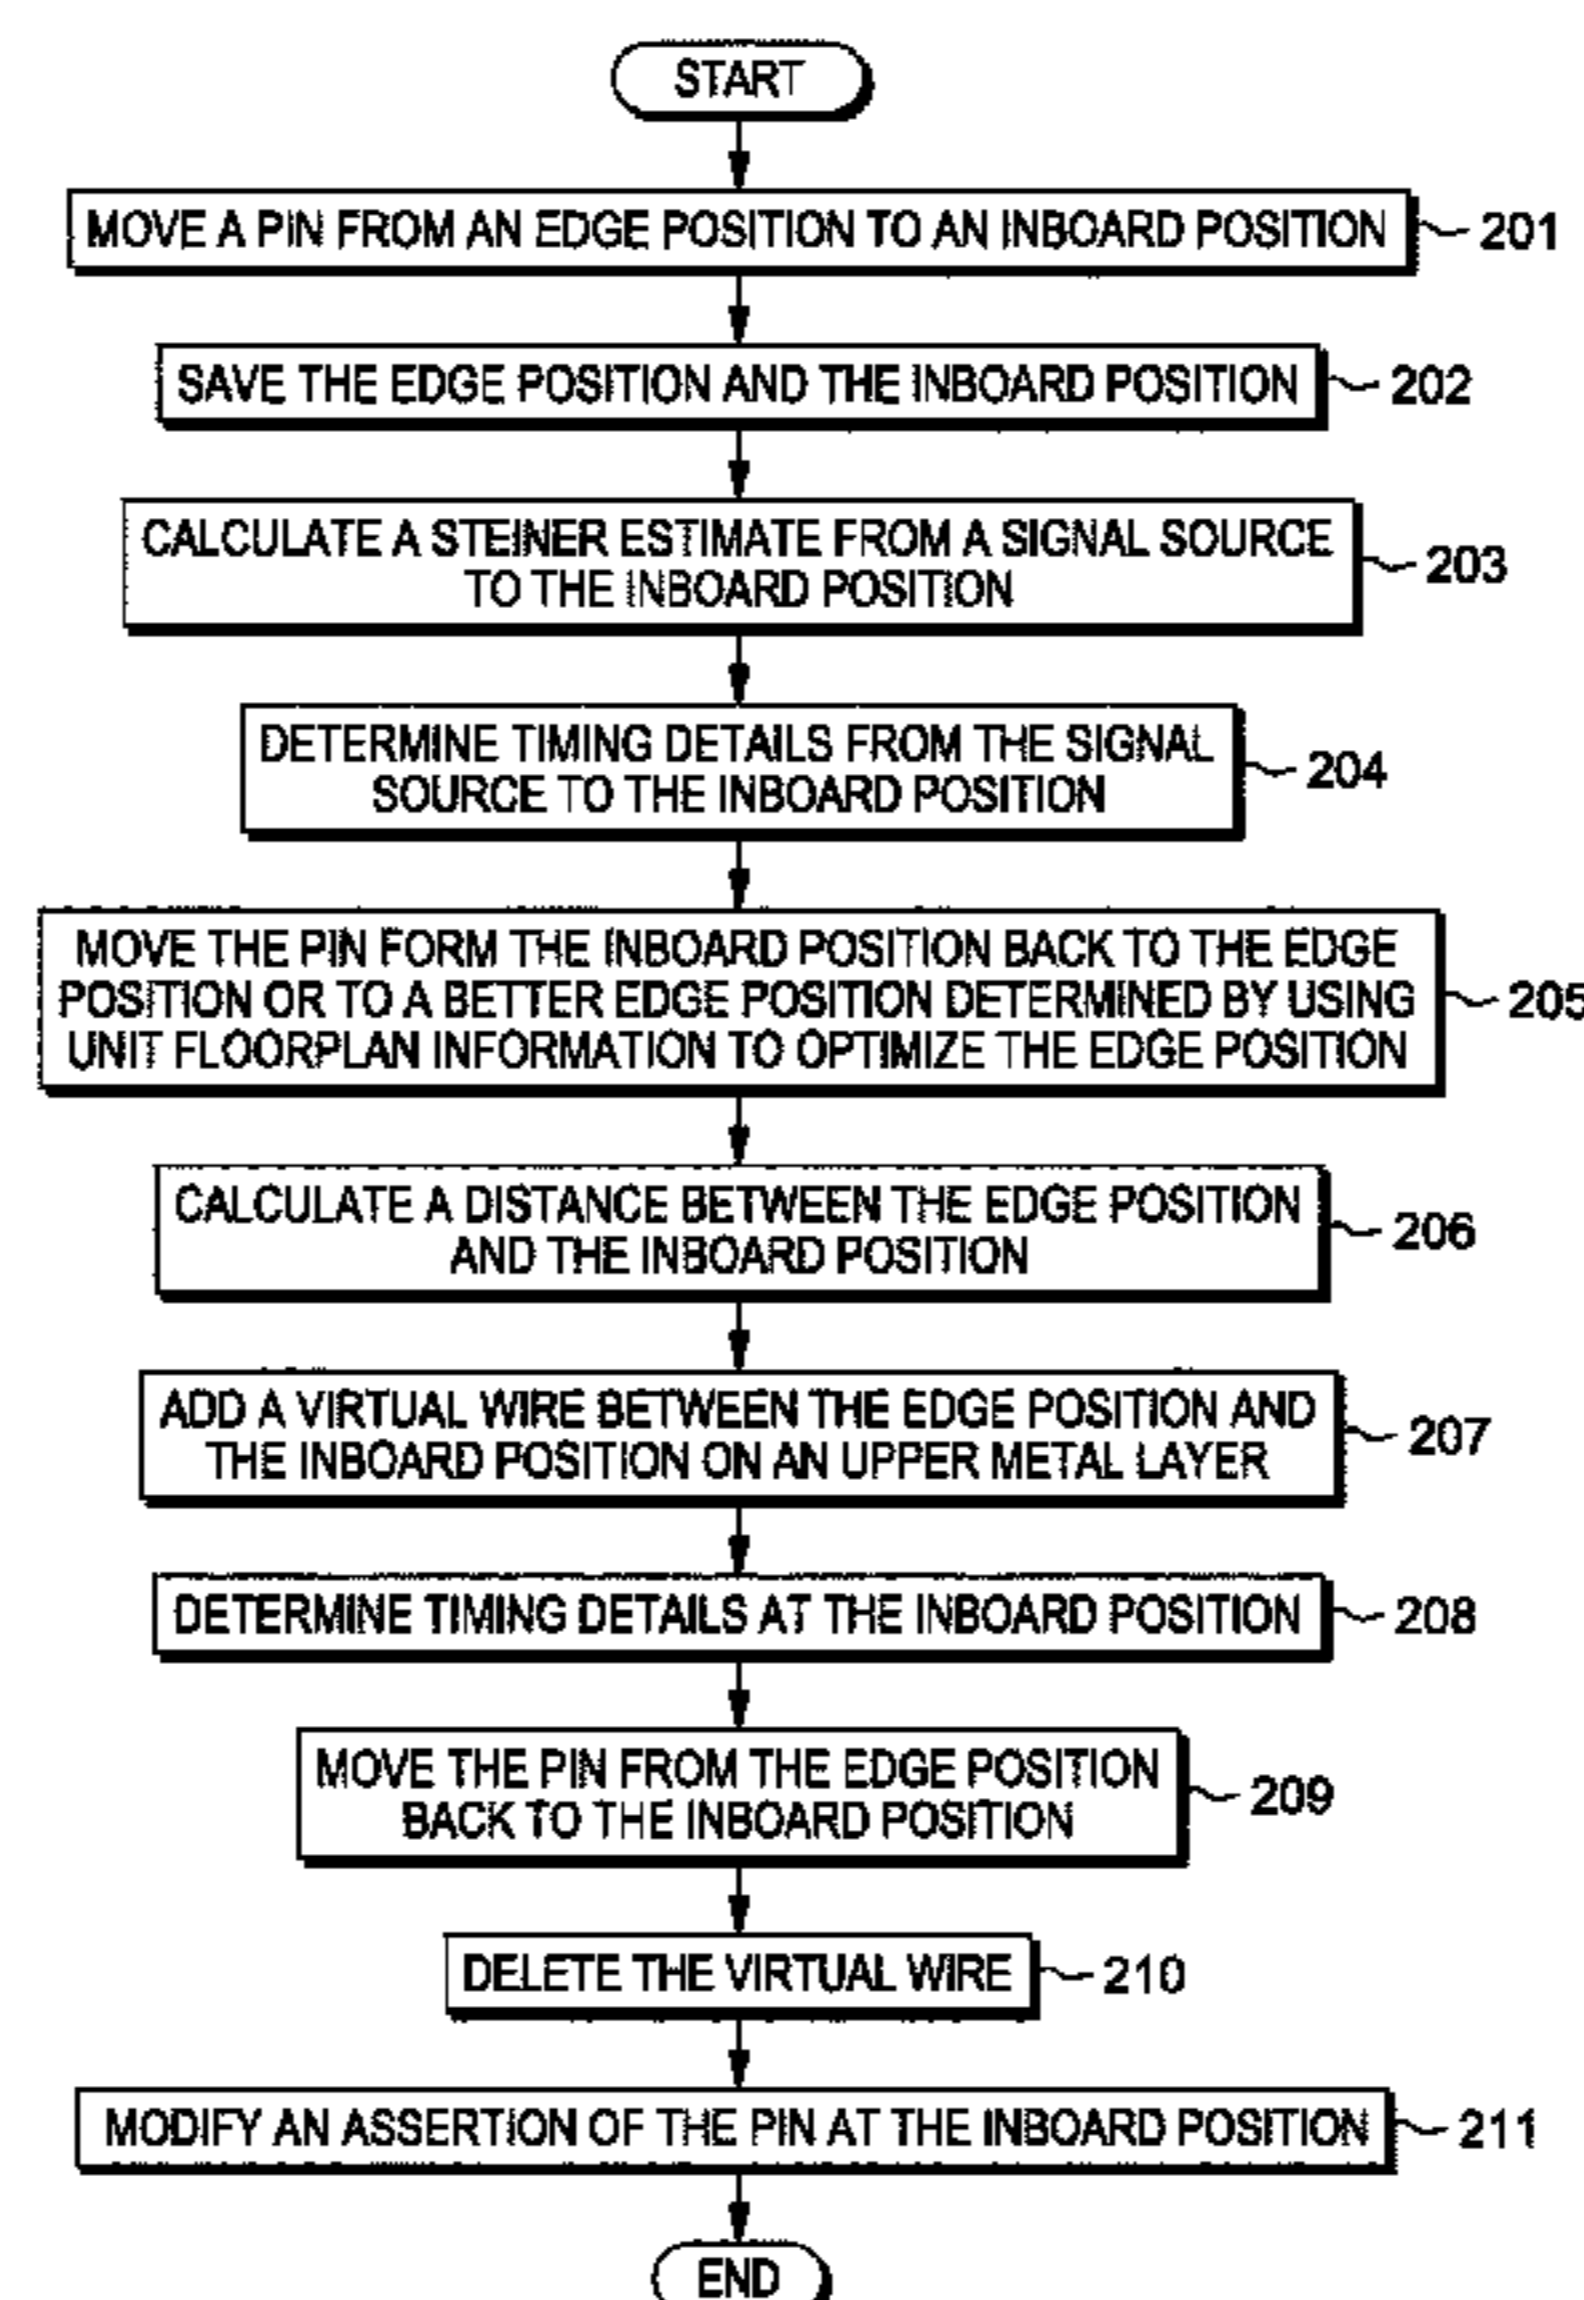 START
MOVE A PIN FROM AN EDGE POSITION TO AN INBOARD POSITION
201
SAVE THE EDGE POSITION AND THE INBOARD POSITION
202
CALCULATE A STEINER ESTIMATE FROM A SIGNAL SOURCE
TO THE INBOARD POSITION
203
DETERMINE TIMING DETAILS FROM THE SIGNAL
SOURCE TO THE INBOARD POSITION
204
MOVE THE PIN FORM THE INBOARD POSITION BACK TO THE EDGE
POSITION OR TO A BETTER EDGE POSITION DETERMINED BY USING
UNIT FLOORPLAN INFORMATION TO OPTIMIZE THE EDGE POSITION
205
CALCULATE A DISTANCE BETWEEN THE EDGE POSITION
AND THE INBOARD POSITION
206
ADD A VIRTUAL WIRE BETWEEN THE EDGE POSITION AND
THE INBOARD POSITION ON AN UPPER METAL LAYER
207
DETERMINE TIMING DETAILS AT THE INBOARD POSITION
208
MOVE THE PIN FROM THE EDGE POSITION
BACK TO THE INBOARD POSITION
209
DELETE THE VIRTUAL WIRE
210
MODIFY AN ASSERTION OF THE PIN AT THE INBOARD POSITION
211
END